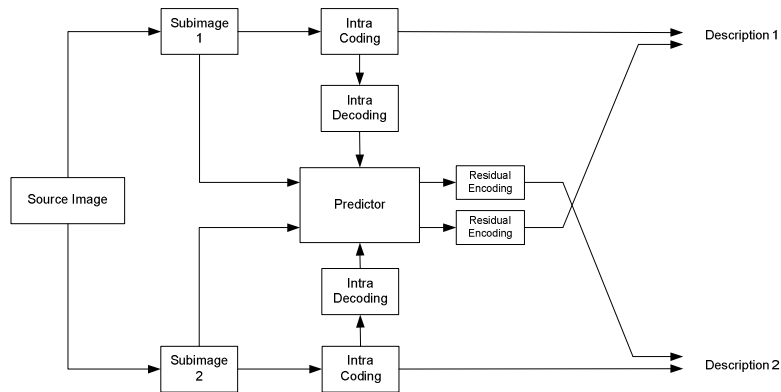 Subimage
1
Intra
Coding
Description 1
Intra
Decoding
Source Image
Predictor
Residual
Encoding
Residual
Encoding
Intra
Decoding
Subimage
2
Intra
Coding
Description 2